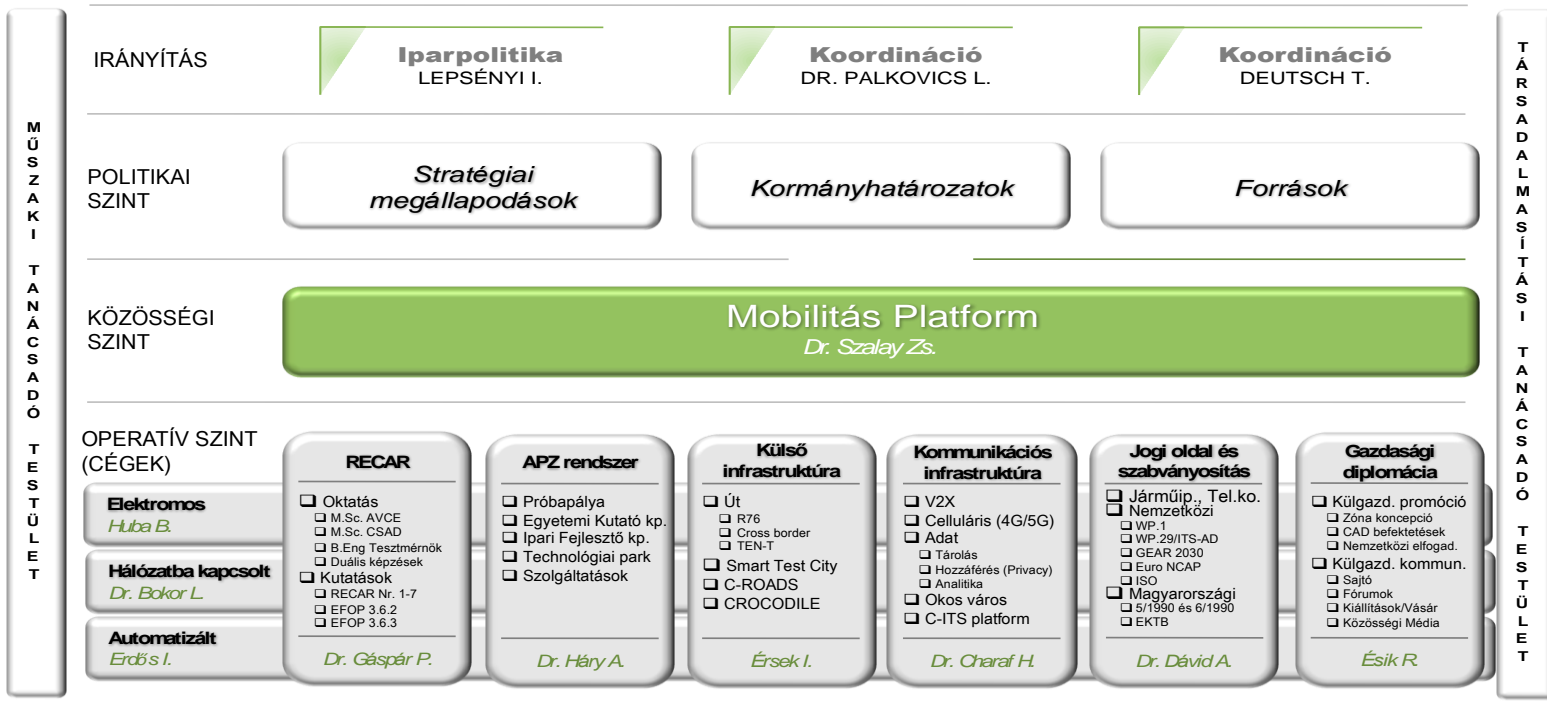 MŰSZAKI TANÁCSADÓ TESTÜLET
IRÁNYÍTÁS
Iparpolitika
LEPSÉNYI I.
Koordináció
DR. PALKOVICS L.
Koordináció
DEUTSCH T.
POLITIKAI
SZINT
Stratégiai
megállapodások
Kormányhatározatok
Források
KÖZÖSSÉGI
SZINT
Mobilitás Platform
Dr. Szalay Zs.
OPERATÍV SZINT
(CÉGEK)
Elektromos
Huba B.
Hálózatba kapcsolt
Dr. Bokor L.
Automatizált
Erdős I.
RECAR
Oktatás
M.Sc. AVCE
M.Sc. CSAD
B.Eng Tesztmérnök
Duális képzések
Kutatások
RECAR Nr. 1-7
EFOP 3.6.2
EFOP 3.6.3
Dr. Gáspár P.
APZ rendszer
Próbapálya
Egyetemi Kutató kp.
Ipari Fejlesztő kp.
Technológiai park
Szolgáltatások
Dr. Háry A.
Külső
infrastruktúra
Út
R76
Cross border
TEN-T
Smart Test City
C-ROADS
CROCODILE
Érsek I.
Kommunikációs
infrastruktúra
V2X
Celluláris (4G/5G)
Adat
Tárolás
Hozzáférés (Privacy)
Analitika
Okos város
C-ITS platform
Dr. Charaf H.
Jogi oldal és
szabványosítás
Járműip., Tel.ko.
Nemzetközi
WP.1
WP.29/ITS-AD
GEAR 2030
Euro NCAP
ISO
Magyarországi
5/1990 és 6/1990
EKTB
Dr. Dávid A.
Gazdasági
diplomácia
Külgazd. promóció
Zóna koncepció
CAD befektetések
Nemzetközi elfogad.
Külgazd. kommun.
Sajtó
Fórumok
Kiállítások/Vásár
Közösségi Média
Ésik R.
TÁRSADALMASÍTÁSI TANÁCSADÓ TESTÜLET